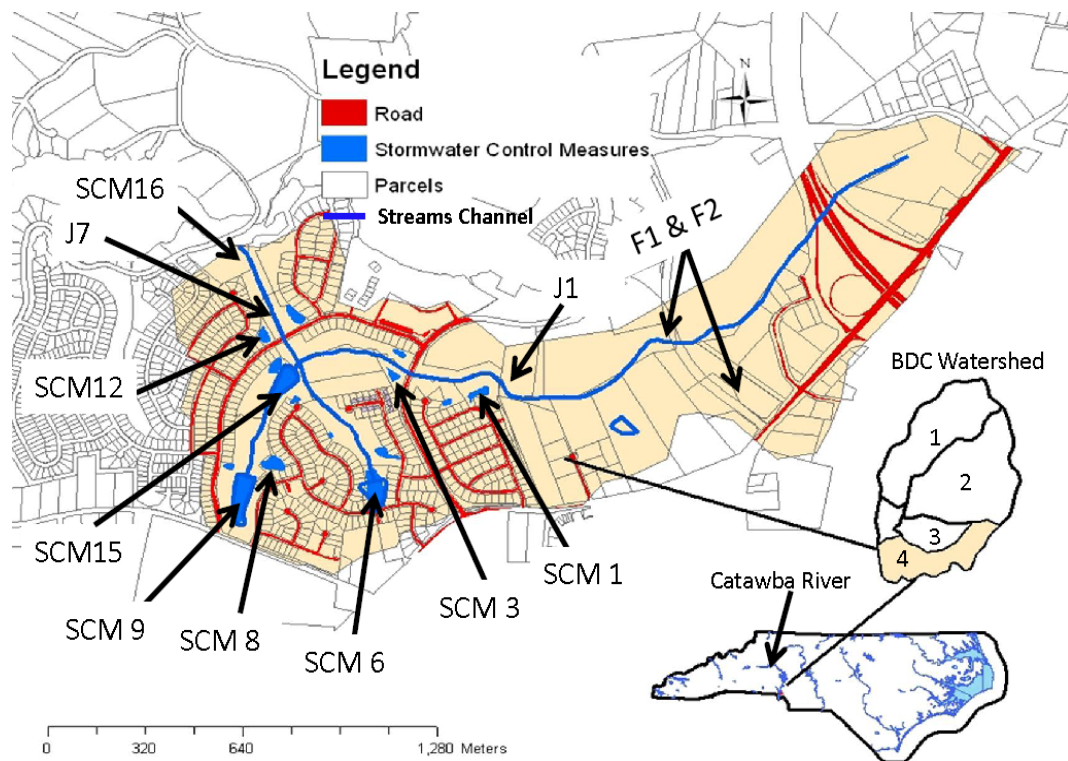 Legend
Road
Stormwater Control Measures
Parcels
Streams Channel
N
SCM16
J7
F1 & F2
J1
SCM12
BDC Watershed
1
2
3
4
SCM15
SCM 1
SCM 3
SCM 9
SCM 8
SCM 6
Catawba River
0 320 640 1,280 Meters